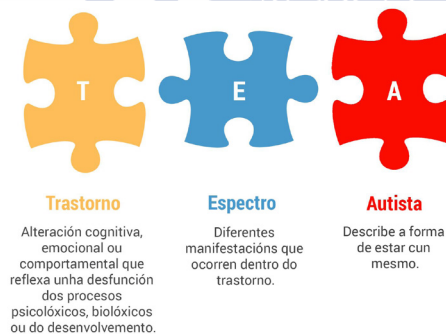 T
E
A
Trastorno
Alteración cognitiva,
emocional ou
comportamental que
reflexa unha desfunción
dos procesos
psicolóxicos, biolóxicos
ou do desenvolvemento.
Espectro
Diferentes
manifestacións que
ocorren dentro do
trastorno.
Autista
Describe a forma
de estar cun
mesmo.